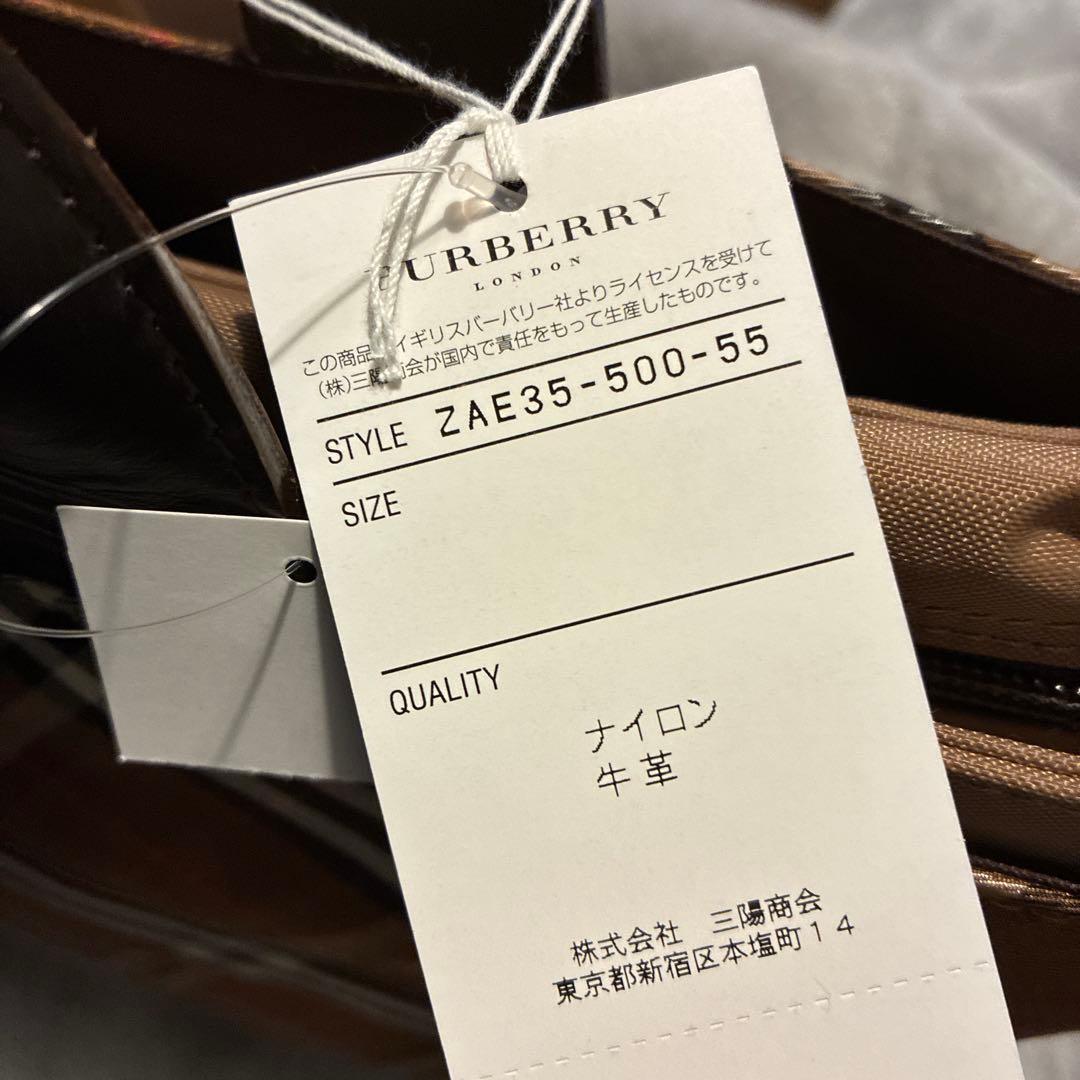 BURBERRY
LONDON
この商品はイギリスバーバリー社よりライセンスを受けて
(株)三陽商会が国内で責任をもって生産したものです。
STYLE ZAE35-500-55
SIZE
QUALITY
ナイロン
牛革
株式会社 三陽商会
東京都新宿区本塩町14